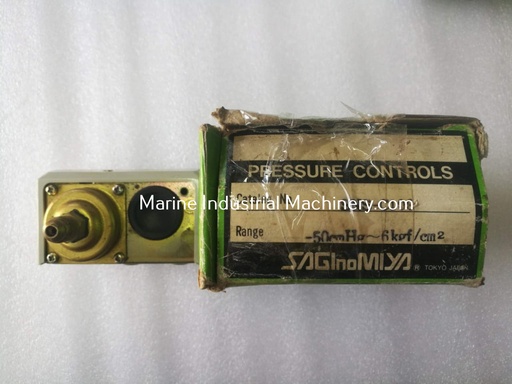 PRESSURE CONTROLS
Marine Industrial Machinery.com
Range -50cmHg~6kgf/cm²
SAGInoMIYA ® TOKYO JAPAN